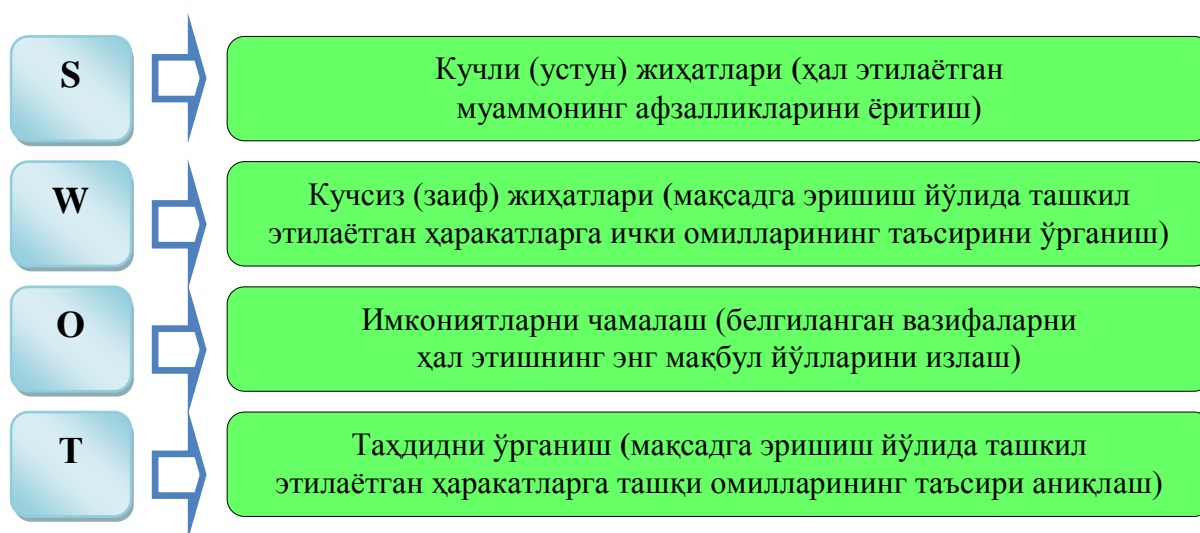 S
Кучли (устун) жиҳатлари (ҳал этилаётган
муаммонинг афзалликларини ёритиш)
W
Кучсиз (заиф) жиҳатлари (мақсадга эришиш йўлида ташкил
этилаётган ҳаракатларга ички омилларининг таъсирини ўрганиш)
O
Имкониятларни чамалаш (белгиланган вазифаларни
ҳал этишнинг энг мақбул йўлларини излаш)
T
Таҳдидни ўрганиш (мақсадга эришиш йўлида ташкил
этилаётган ҳаракатларга ташқи омилларининг таъсири аниқлаш)